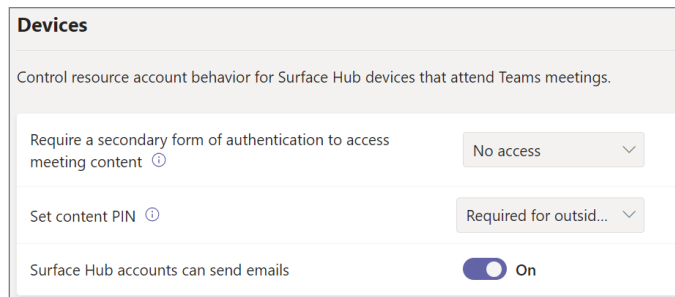 Devices
Control resource account behavior for Surface Hub devices that attend Teams meetings.
Require a secondary form of authentication to access
meeting content
No access
Set content PIN
Required for outsid...
Surface Hub accounts can send emails
On